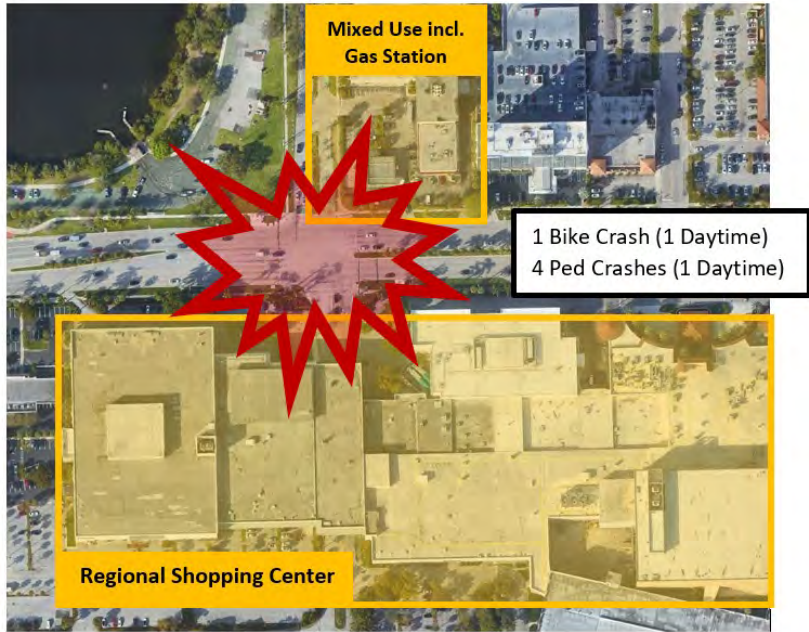 Mixed Use incl.
Gas Station
1 Bike Crash (1 Daytime)
4 Ped Crashes (1 Daytime)
Regional Shopping Center